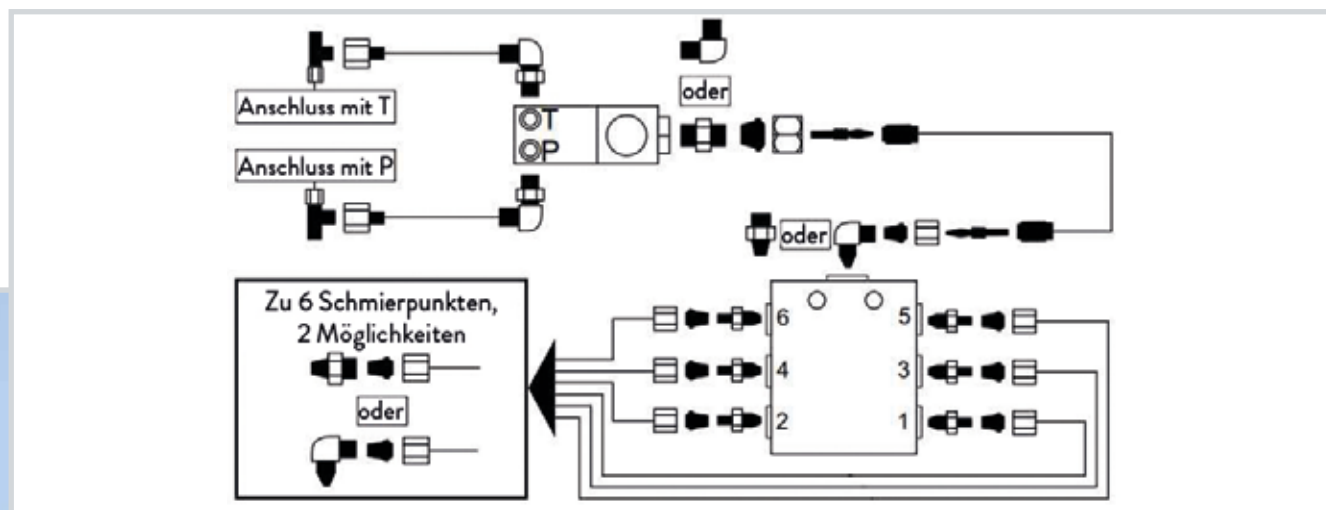 oder
Anschluss mit T
T
P
Anschluss mit P
oder
Zu 6 Schmierpunkten,
2 Möglichkeiten
oder
6 5
4 3
2 1